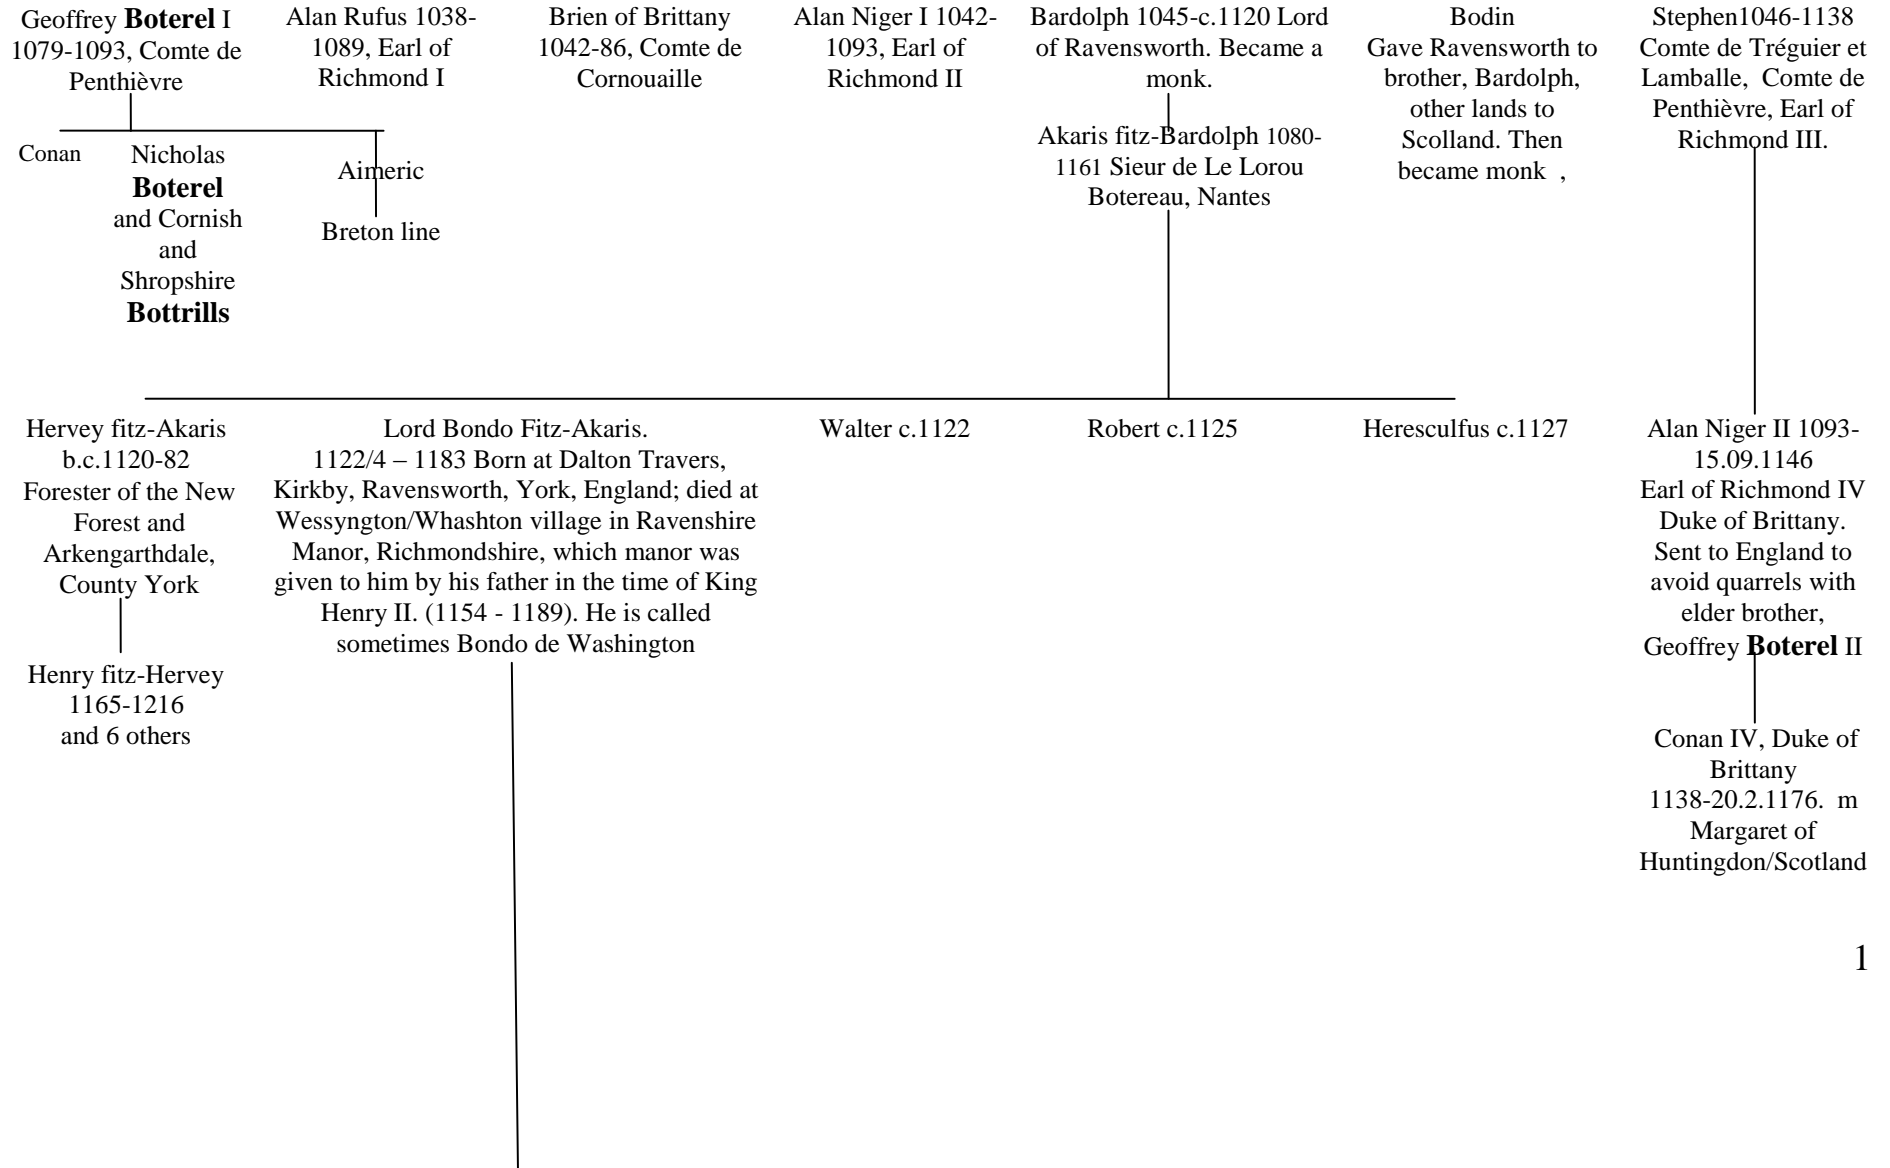 Geoffrey Boterel I
1079-1093, Comte de
Penthièvre
Alan Rufus 1038-
1089, Earl of
Richmond I
Brien of Brittany
1042-86, Comte de
Cornouaille
Alan Niger I 1042-
1093, Earl of
Richmond II
Bardolph 1045-c.1120 Lord
of Ravensworth. Became a
monk.
Bodin
Gave Ravensworth to
brother, Bardolph,
other lands to
Scolland. Then
became monk ,
Stephen1046-1138
Comte de Tréguier et
Lamballe, Comte de
Penthièvre, Earl of
Richmond III.
Conan
Nicholas
Boterel
and Cornish
and
Shropshire
Bottrills
Aimeric
Breton line
Akaris fitz-Bardolph 1080-
1161 Sieur de Le Lorou
Botereau, Nantes
Hervey fitz-Akaris
b.c.1120-82
Forester of the New
Forest and
Arkengarthdale,
County York
Lord Bondo Fitz-Akaris.
1122/4 – 1183 Born at Dalton Travers,
Kirkby, Ravensworth, York, England; died at
Wessyngton/Whashton village in Ravenshire
Manor, Richmondshire, which manor was
given to him by his father in the time of King
Henry II. (1154 - 1189). He is called
sometimes Bondo de Washington
Walter c.1122
Robert c.1125
Heresculfus c.1127
Alan Niger II 1093-
15.09.1146
Earl of Richmond IV
Duke of Brittany.
Sent to England to
avoid quarrels with
elder brother,
Geoffrey Boterel II
Henry fitz-Hervey
1165-1216
and 6 others
Conan IV, Duke of
Brittany
1138-20.2.1176. m
Margaret of
Huntingdon/Scotland
1